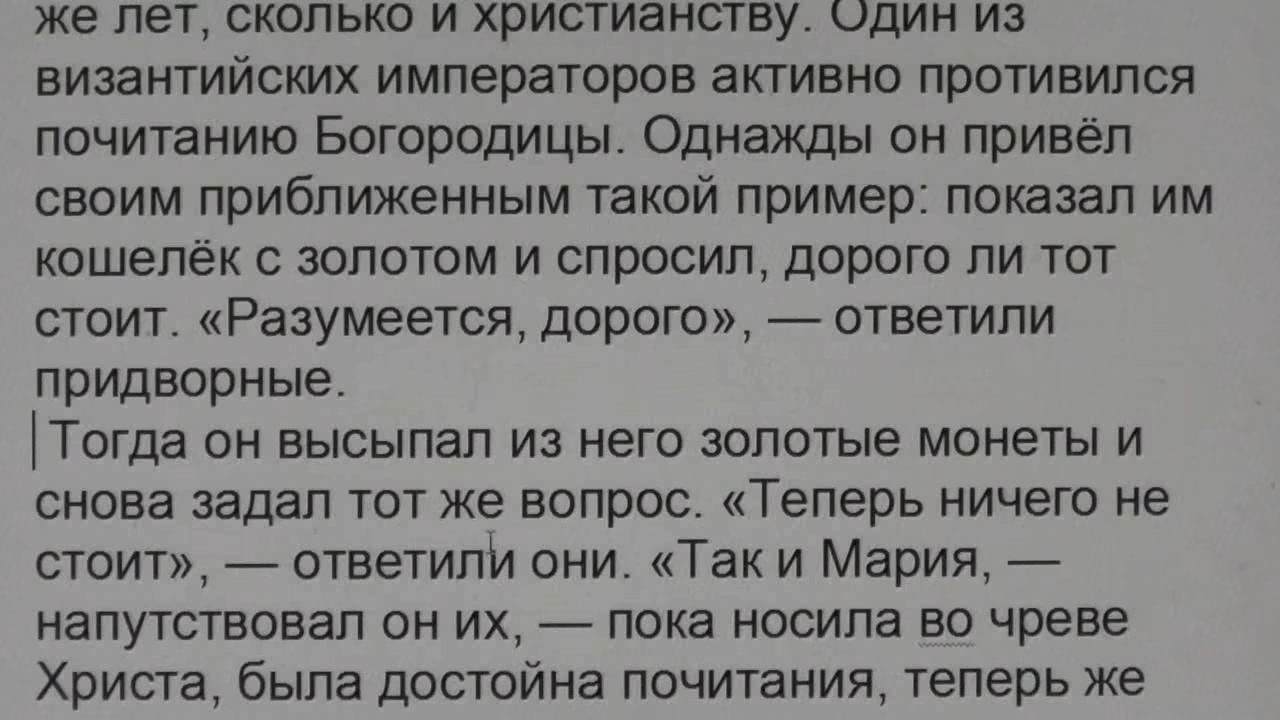 же лет, сколько и христианству. Один из
византийских императоров активно противился
почитанию Богородицы. Однажды он привёл
своим приближенным такой пример: показал им
кошелёк с золотом и спросил, дорого ли тот
стоит. «Разумеется, дорого», — ответили
придворные.
Тогда он высыпал из него золотые монеты и
снова задал тот же вопрос. «Теперь ничего не
стоит», — ответили они. «Так и Мария, —
напутствовал он их, — пока носила во чреве
Христа, была достойна почитания, теперь же